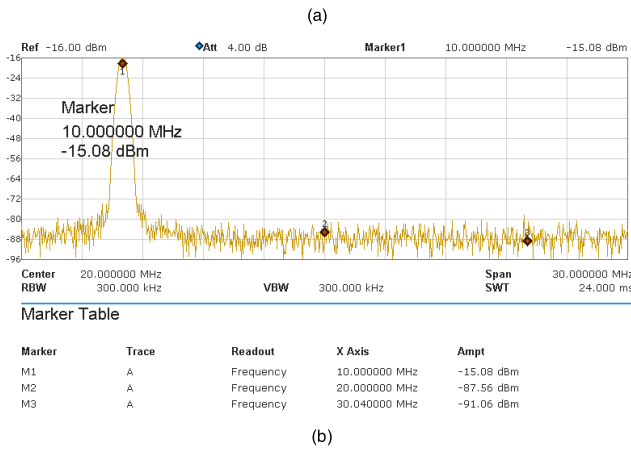 (a)
Ref -16.00 dBm Att 4.00 dB Marker1 10.000000 MHz -15.08 dBm
-16
-24
-32
-40
-48
-56
-64
-72
-80
-88
-96
1
Marker
10.000000 MHz
-15.08 dBm
2
3
Center 20.000000 MHz Span 30.000000 MHz
RBW 300.000 kHz VBW 300.000 kHz SWT 24.000 ms
Marker Table
Marker Trace Readout X Axis Ampt
M1 A Frequency 10.000000 MHz -15.08 dBm
M2 A Frequency 20.000000 MHz -87.56 dBm
M3 A Frequency 30.040000 MHz -91.06 dBm
(b)